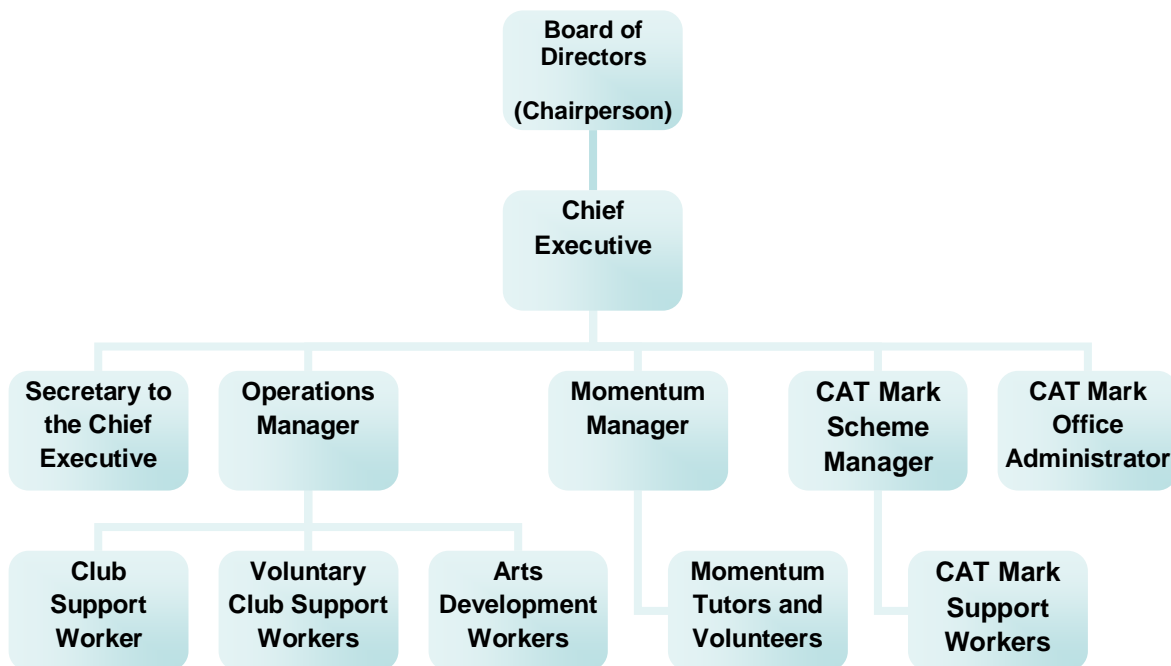 Board of
Directors
(Chairperson)
Chief
Executive
Secretary to
the Chief
Executive
Operations
Manager
Momentum
Manager
CAT Mark
Scheme
Manager
CAT Mark
Office
Administrator
Club
Support
Worker
Voluntary
Club Support
Workers
Arts
Development
Workers
Momentum
Tutors and
Volunteers
CAT Mark
Support
Workers